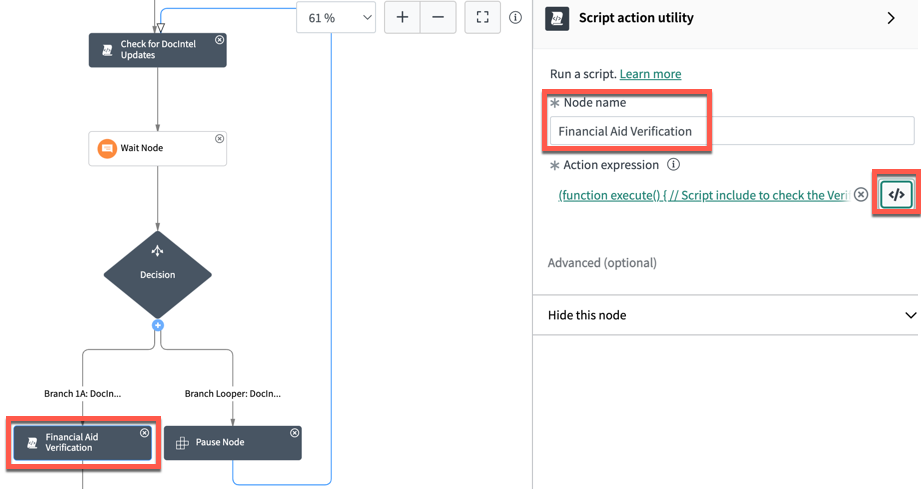 61 %
Check for DocIntel
Updates
Wait Node
Decision
Branch 1A: DocIn...
Branch Looper: DocIn...
Financial Aid
Verification
Pause Node
Script action utility
Run a script. Learn more
Node name
Financial Aid Verification
Action expression
(function execute() { // Script include to check the Veri
Advanced (optional)
Hide this node